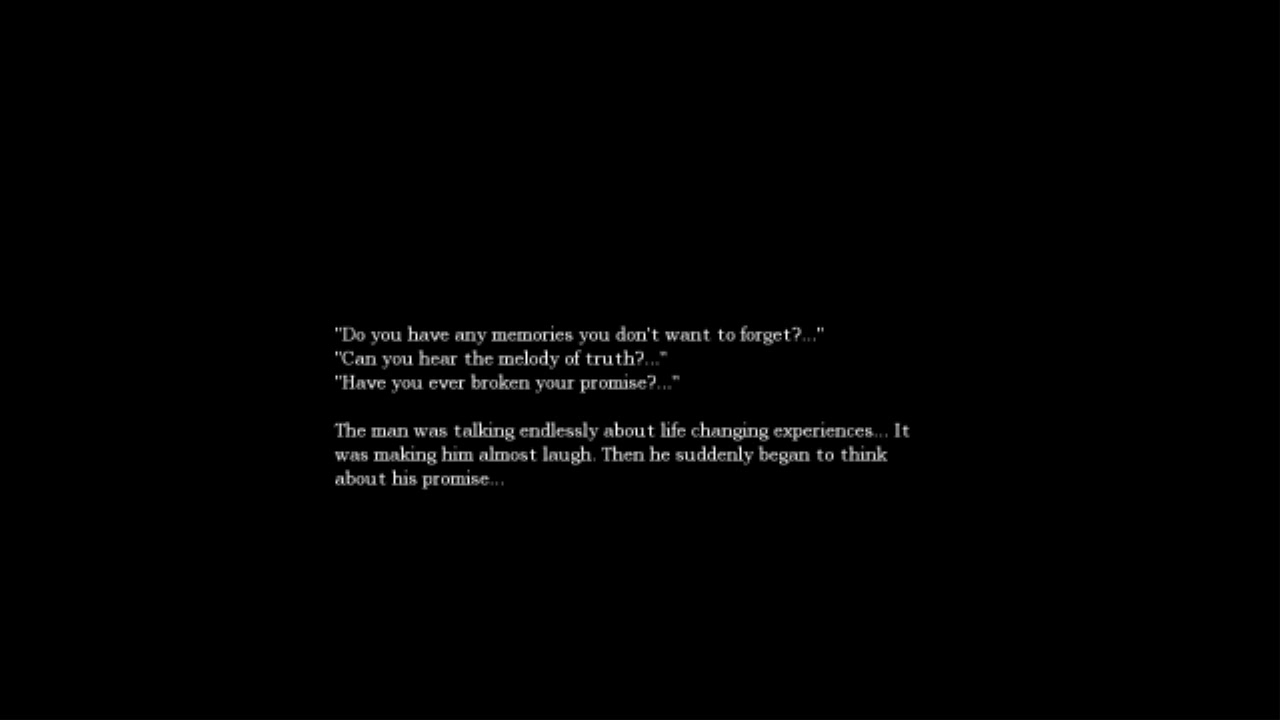 "Do you have any memories you don't want to forget?..."
"Can you hear the melody of truth?..."
"Have you ever broken your promise?..."
The man was talking endlessly about life changing experiences... It
was making him almost laugh. Then he suddenly began to think
about his promise...